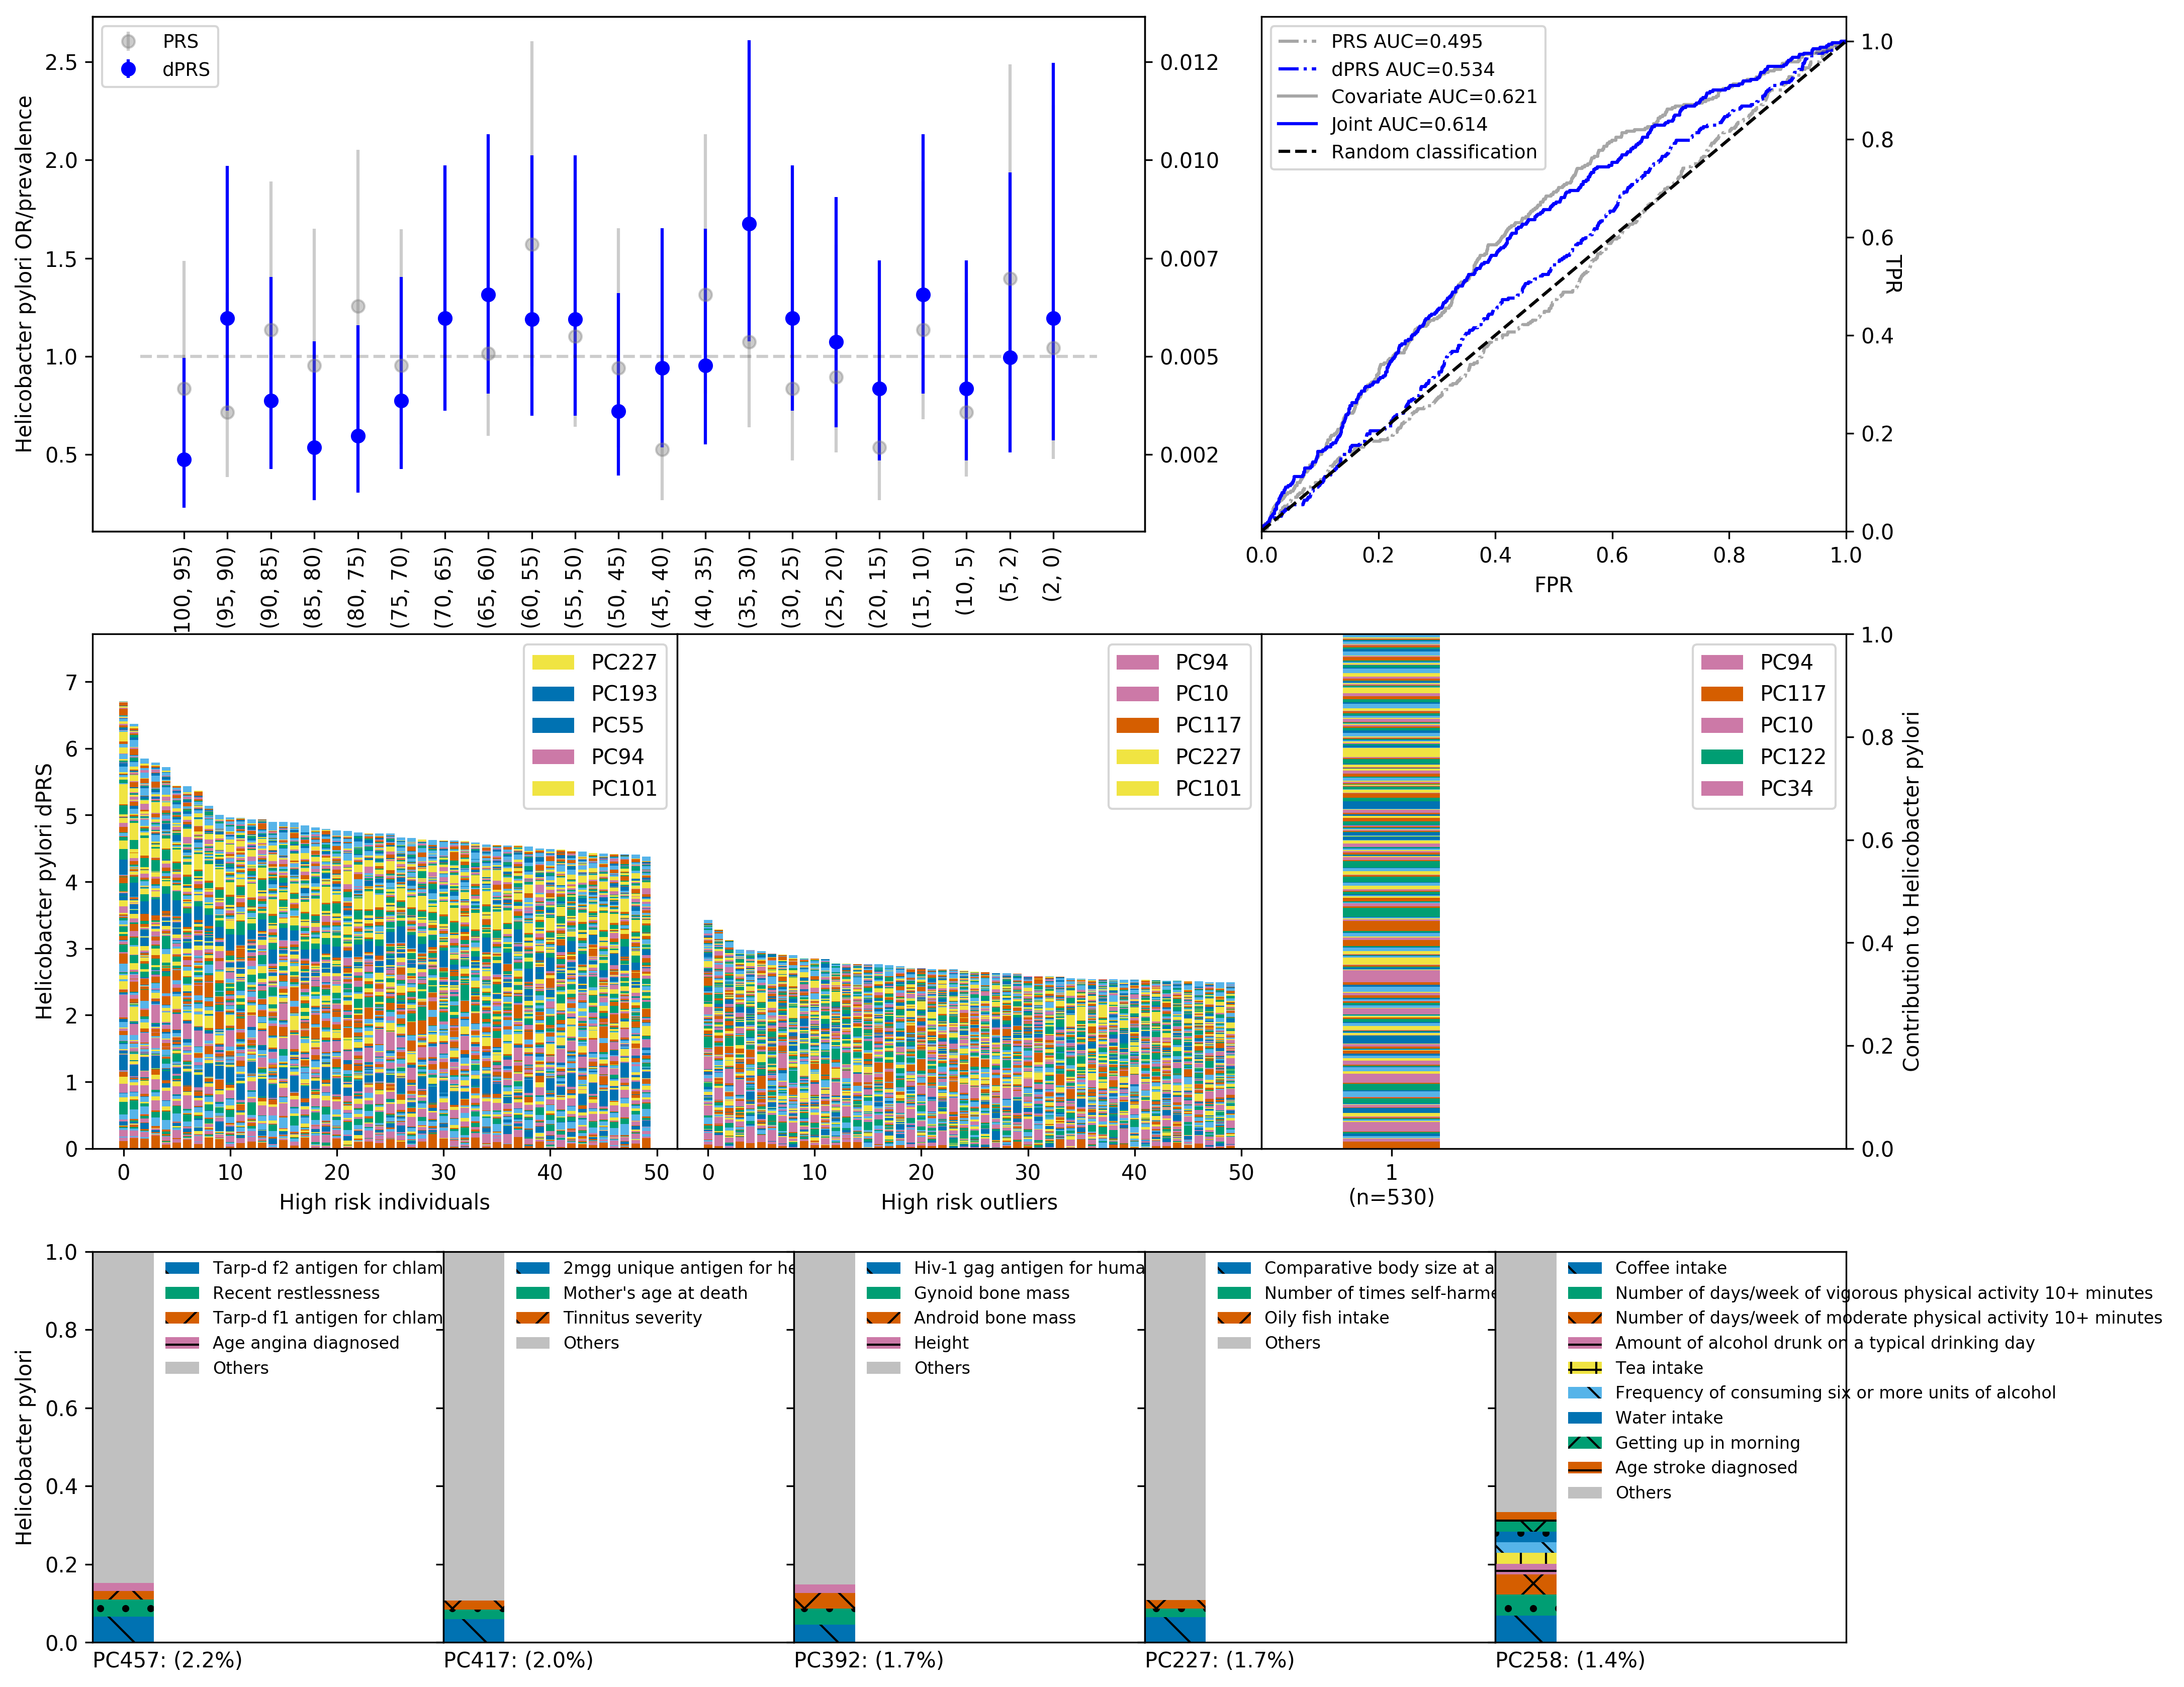 PRS
dPRS
2.5
2.0
1.5
1.0
0.5
Helicobacter pylori OR/prevalence
0.012
0.010
0.007
0.005
0.002
100, 95)
(95, 90)
(90, 85)
(85, 80)
(80, 75)
(75, 70)
(70, 65)
(65, 60)
(60, 55)
(55, 50)
(50, 45)
(45, 40)
(40, 35)
(35, 30)
(30, 25)
(25, 20)
(20, 15)
(15, 10)
(10, 5)
(5, 2)
(2, 0)
PRS AUC=0.495
dPRS AUC=0.534
Covariate AUC=0.621
Joint AUC=0.614
Random classification
1.0
0.8
0.6
0.4
0.2
0.0
TPR
0.0 0.2 0.4 0.6 0.8 1.0
FPR
7
6
5
4
3
2
1
0
Helicobacter pylori dPRS
PC227
PC193
PC55
PC94
PC101
0 10 20 30 40 50
High risk individuals
PC94
PC10
PC117
PC227
PC101
0 10 20 30 40 50
High risk outliers
PC94
PC117
PC10
PC122
PC34
1
(n=530)
1.0
0.8
0.6
0.4
0.2
0.0
Contribution to Helicobacter pylori
1.0
0.8
0.6
0.4
0.2
0.0
Helicobacter pylori
Tarp-d f2 antigen for chlam
Recent restlessness
Tarp-d f1 antigen for chlam
Age angina diagnosed
Others
PC457: (2.2%)
2mgg unique antigen for he
Mother's age at death
Tinnitus severity
Others
PC417: (2.0%)
Hiv-1 gag antigen for huma
Gynoid bone mass
Android bone mass
Height
Others
PC392: (1.7%)
Comparative body size at a
Number of times self-harme
Oily fish intake
Others
PC227: (1.7%)
Coffee intake
Number of days/week of vigorous physical activity 10+ minutes
Number of days/week of moderate physical activity 10+ minutes
Amount of alcohol drunk on a typical drinking day
Tea intake
Frequency of consuming six or more units of alcohol
Water intake
Getting up in morning
Age stroke diagnosed
Others
PC258: (1.4%)